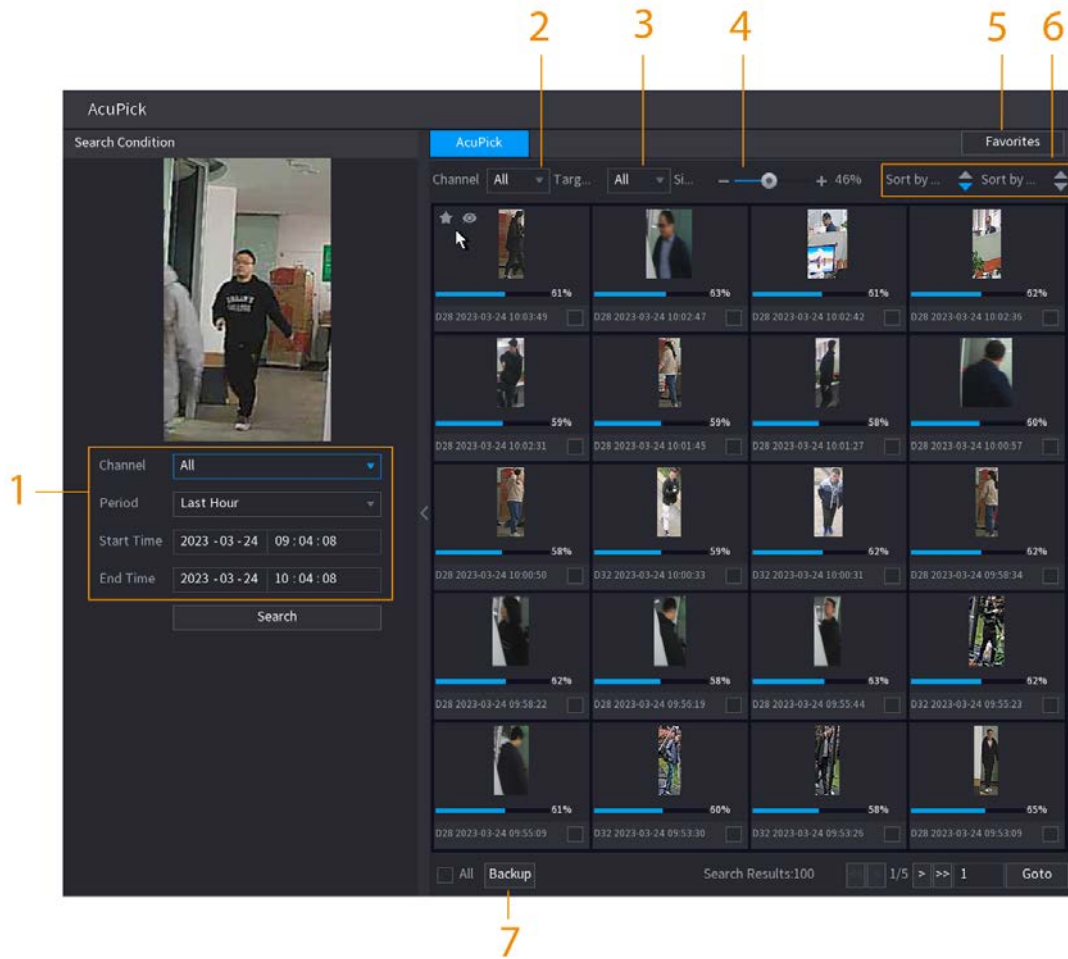 2 3 4 5 6
AcuPick
Search Condition
AcuPick
Favorites
Channel All Targ... All Si... 46% Sort by ... Sort by ...
61% 63% 61% 62%
D28 2023-03-24 10:03:49 D28 2023-03-24 10:02:47 D28 2023-03-24 10:02:42 D28 2023-03-24 10:02:36
59% 59% 58% 60%
D28 2023-03-24 10:02:31 D28 2023-03-24 10:01:45 D28 2023-03-24 10:01:27 D28 2023-03-24 10:00:57
1
Channel All
Period Last Hour
Start Time 2023 -03 - 24 09 : 04 : 08
End Time 2023 -03 - 24 10 : 04 : 08
Search
58% 59% 62% 62%
D28 2023-03-24 10:00:50 D32 2023-03-24 10:00:33 D32 2023-03-24 10:00:31 D28 2023-03-24 09:58:34
62% 58% 63% 62%
D28 2023-03-24 09:58:22 D28 2023-03-24 09:56:19 D28 2023-03-24 09:55:44 D32 2023-03-24 09:55:23
61% 60% 58% 65%
D28 2023-03-24 09:55:09 D32 2023-03-24 09:53:30 D32 2023-03-24 09:53:26 D28 2023-03-24 09:53:09
All Backup Search Results:100 1/5 > >> 1 Goto
7